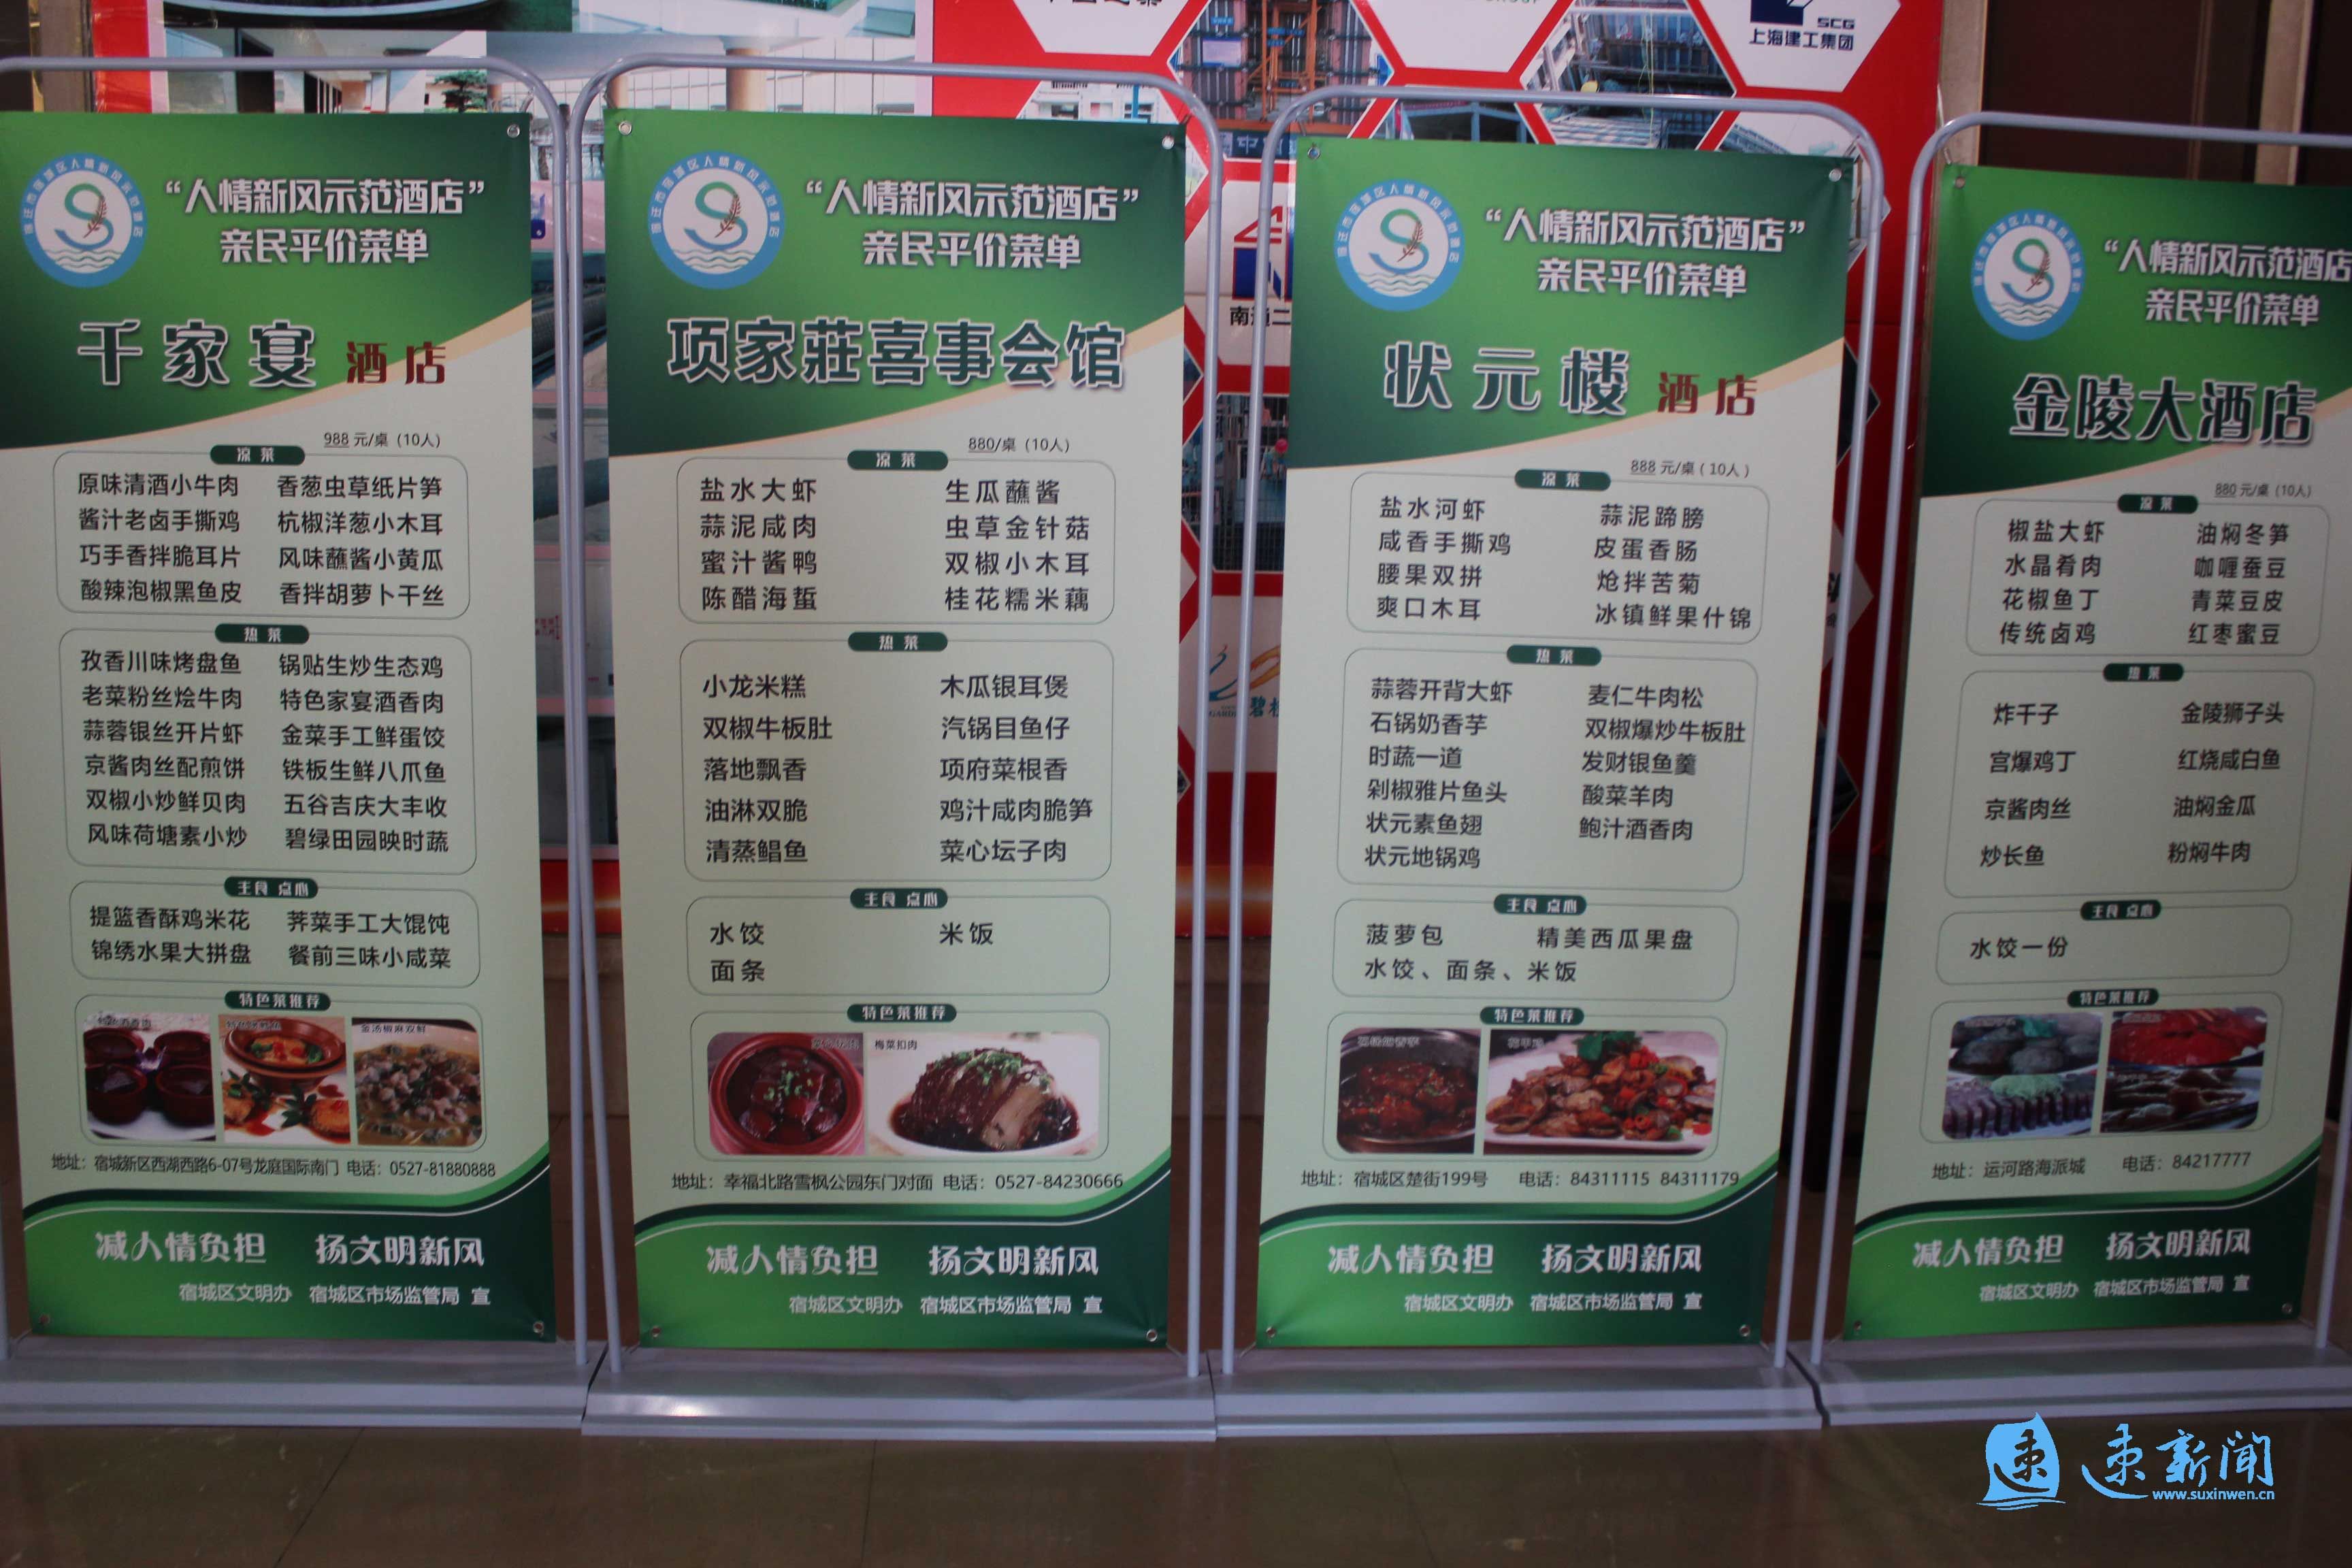 SCG
上海建工集团
“人情新风示范酒店”
亲民平价菜单
千家宴 酒店
988 元/桌（10人）
凉菜
原味清酒小牛肉 香葱虫草纸片笋
酱汁老卤手撕鸡 杭椒洋葱小木耳
巧手香拌脆耳片 风味蘸酱小黄瓜
酸辣泡椒黑鱼皮 香拌胡萝卜干丝
热菜
孜香川味烤盘鱼 锅贴生炒生态鸡
老菜粉丝烩牛肉 特色家宴酒香肉
蒜蓉银丝开片虾 金菜手工鲜蛋饺
京酱肉丝配煎饼 铁板生鲜八爪鱼
双椒小炒鲜贝肉 五谷吉庆大丰收
风味荷塘素小炒 碧绿田园映时蔬
主食 点心
提篮香酥鸡米花 荠菜手工大馄饨
锦绣水果大拼盘 餐前三味小咸菜
特色菜推荐
金汤椒麻双鲜
地址：宿城新区西湖西路6-07号龙庭国际南门 电话：0527-81880888
减人情负担 扬文明新风
宿城区文明办 宿城区市场监管局 宣
“人情新风示范酒店”
亲民平价菜单
项家莊喜事会馆
880/桌（10人）
凉菜
盐水大虾 生瓜蘸酱
蒜泥咸肉 虫草金针菇
蜜汁酱鸭 双椒小木耳
陈醋海蜇 桂花糯米藕
热菜
小龙米糕 木瓜银耳煲
双椒牛板肚 汽锅目鱼仔
落地飘香 项府菜根香
油淋双脆 鸡汁咸肉脆笋
清蒸鲳鱼 菜心坛子肉
主食 点心
水饺 米饭
面条
特色菜推荐
梅菜扣肉
地址：幸福北路雪枫公园东门对面 电话：0527-84230666
减人情负担 扬文明新风
宿城区文明办 宿城区市场监管局 宣
“人情新风示范酒店”
亲民平价菜单
状元楼 酒店
888 元/桌（10人）
凉菜
盐水河虾 蒜泥蹄膀
咸香手撕鸡 皮蛋香肠
腰果双拼 炝拌苦菊
爽口木耳 冰镇鲜果什锦
热菜
蒜蓉开背大虾 麦仁牛肉松
石锅奶香芋 双椒爆炒牛板肚
时蔬一道 发财银鱼羹
剁椒雅片鱼头 酸菜羊肉
状元素鱼翅 鲍汁酒香肉
状元地锅鸡
主食 点心
菠萝包 精美西瓜果盘
水饺、面条、米饭
特色菜推荐
石锅奶香芋
地址：宿城区楚街199号 电话：84311115 84311179
减人情负担 扬文明新风
宿城区文明办 宿城区市场监管局 宣
“人情新风示范酒店
亲民平价菜单
金陵大酒店
880 元/桌（10人）
凉菜
椒盐大虾 油焖冬笋
水晶肴肉 咖喱蚕豆
花椒鱼丁 青菜豆皮
传统卤鸡 红枣蜜豆
热菜
炸千子 金陵狮子头
宫爆鸡丁 红烧咸白鱼
京酱肉丝 油焖金瓜
炒长鱼 粉焖牛肉
主食 点心
水饺一份
特色菜推荐
地址：运河路海派城 电话：84217777
减人情负担 扬文明新风
宿城区文明办 宿城区市场监管局 宣
速 速新闻
www.suxinwen.cn